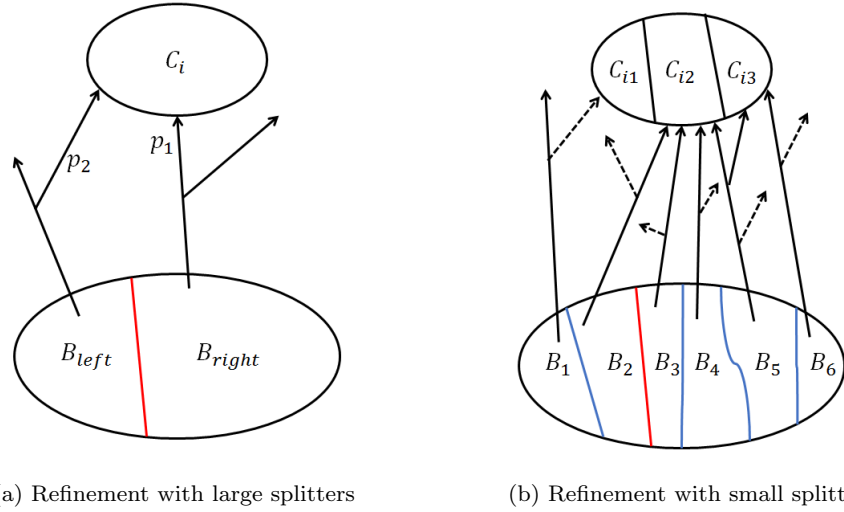 C_i
p_2
p_1
B_left
B_right
a) Refinement with large splitters
C_i1 C_i2 C_i3
B_1 B_2 B_3 B_4 B_5 B_6
(b) Refinement with small splitt